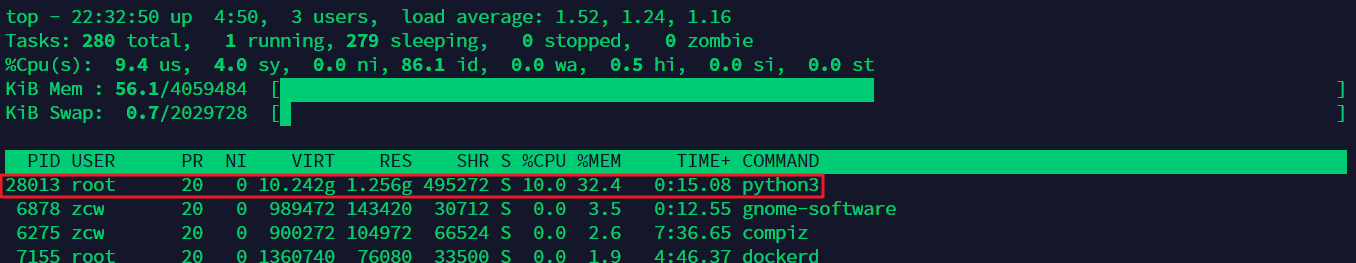 top - 22:32:50 up  4:50,  3 users,  load average: 1.52, 1.24, 1.16
Tasks: 280 total,   1 running, 279 sleeping,   0 stopped,   0 zombie
%Cpu(s):  9.4 us,  4.0 sy,  0.0 ni, 86.1 id,  0.0 wa,  0.5 hi,  0.0 si,  0.0 st
KiB Mem : 56.1/4059484  [ ]
KiB Swap:  0.7/2029728  [ ]
PID USER      PR  NI    VIRT    RES    SHR S %CPU %MEM     TIME+ COMMAND
28013 root      20   0 10.242g 1.256g 495272 S 10.0 32.4   0:15.08 python3
6878 zcw       20   0  989472 143420  30712 S  0.0  3.5   0:12.55 gnome-software
6275 zcw       20   0  900272 104972  66524 S  0.0  2.6   7:36.65 compiz
7155 root      20   0 1360740  76080  33500 S  0.0  1.9   4:46.37 dockerd